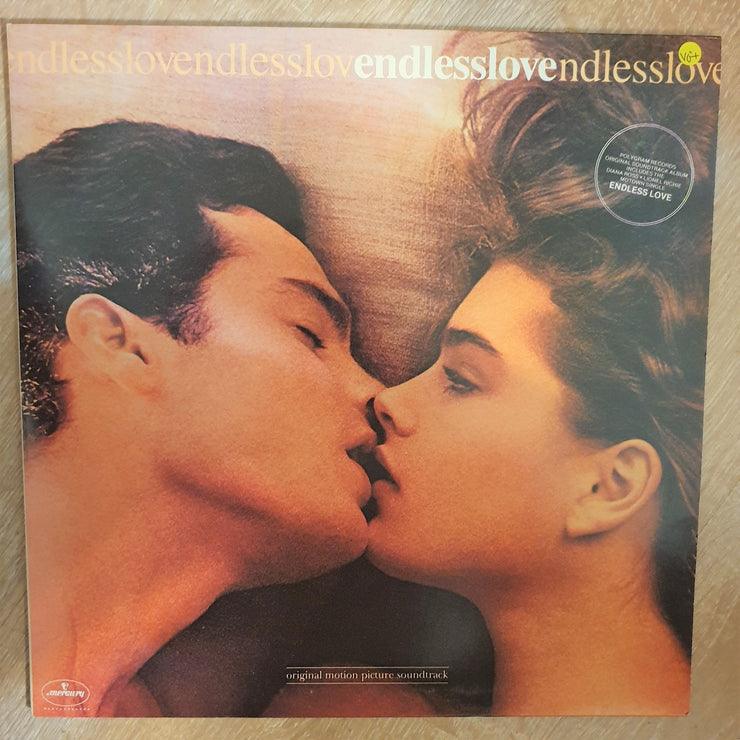 endlesslovendlesslovendlesslovendlesslove
VG+
POLYGRAM RECORDS
ORIGINAL SOUNDTRACK ALBUM
INCLUDES THE
DIANA ROSS • LIONEL RICHIE
MOTOWN SINGLE
ENDLESS LOVE
original motion picture soundtrack
mercury